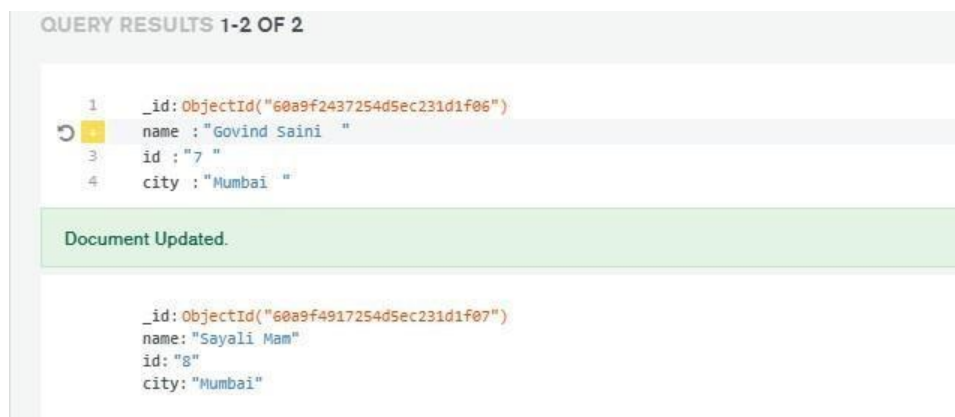 QUERY RESULTS 1-2 OF 2
1 _id: ObjectId("60a9f2437254d5ec231d1f06")
+ name : "Govind Saini  "
3 id : "7 "
4 city : "Mumbai  "
Document Updated.
_id: ObjectId("60a9f4917254d5ec231d1f07")
name: "Sayali Mam"
id: "8"
city: "Mumbai"